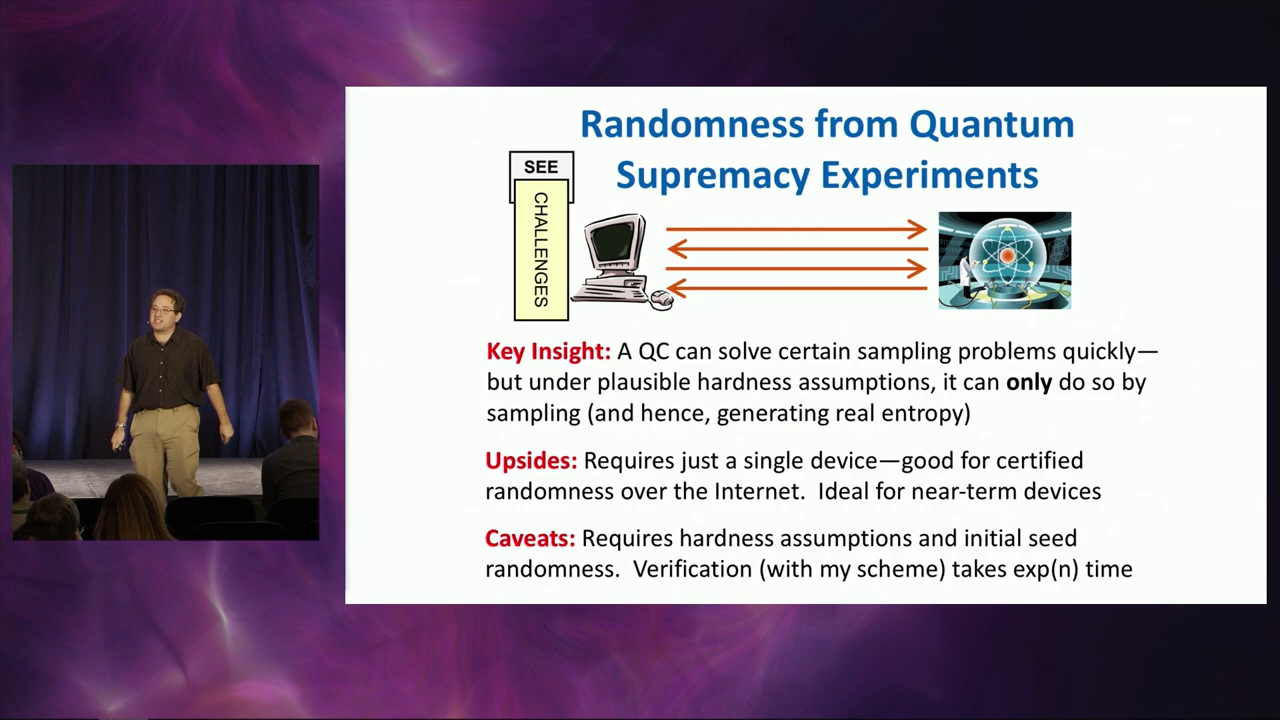 Randomness from Quantum
Supremacy Experiments
SEE
CHALLENGES
Key Insight: A QC can solve certain sampling problems quickly—
but under plausible hardness assumptions, it can only do so by
sampling (and hence, generating real entropy)
Upsides: Requires just a single device—good for certified
randomness over the Internet.  Ideal for near-term devices
Caveats: Requires hardness assumptions and initial seed
randomness.  Verification (with my scheme) takes exp(n) time